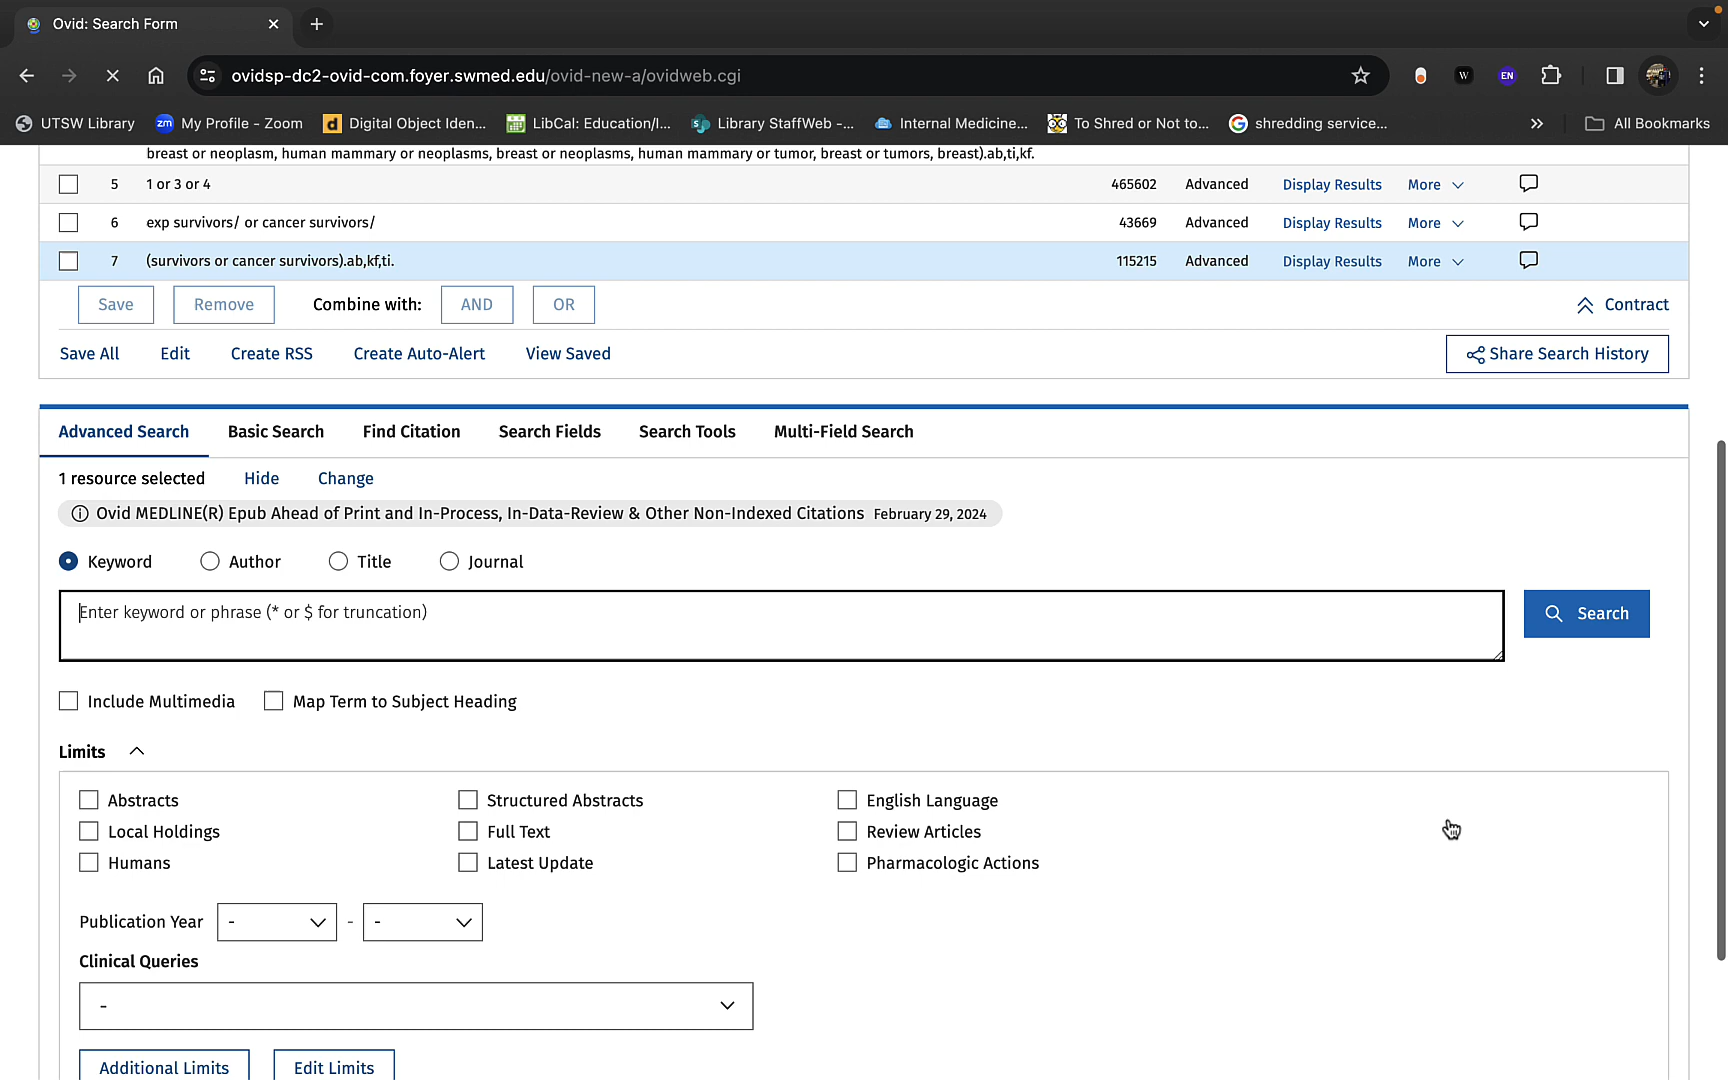 Ovid: Search Form
ovidsp-dc2-ovid-com.foyer.swmed.edu/ovid-new-a/ovidweb.cgi
W
EN
UTSW Library
zm
My Profile - Zoom
d
Digital Object Iden...
LibCal: Education/I...
Library StaffWeb -...
Internal Medicine...
To Shred or Not to...
shredding service...
All Bookmarks
breast or neoplasm, human mammary or neoplasms, breast or neoplasms, human mammary or tumor, breast or tumors, breast).ab,ti,kf.
5 1 or 3 or 4 465602 Advanced Display Results More
6 exp survivors/ or cancer survivors/ 43669 Advanced Display Results More
7 (survivors or cancer survivors).ab,kf,ti. 115215 Advanced Display Results More
Save Remove Combine with: AND OR Contract
Save All Edit Create RSS Create Auto-Alert View Saved Share Search History
Advanced Search Basic Search Find Citation Search Fields Search Tools Multi-Field Search
1 resource selected Hide Change
Ovid MEDLINE(R) Epub Ahead of Print and In-Process, In-Data-Review & Other Non-Indexed Citations February 29, 2024
Keyword Author Title Journal
Enter keyword or phrase (* or $ for truncation)
Search
Include Multimedia Map Term to Subject Heading
Limits
Abstracts Structured Abstracts English Language
Local Holdings Full Text Review Articles
Humans Latest Update Pharmacologic Actions
Publication Year - - -
Clinical Queries
-
Additional Limits Edit Limits